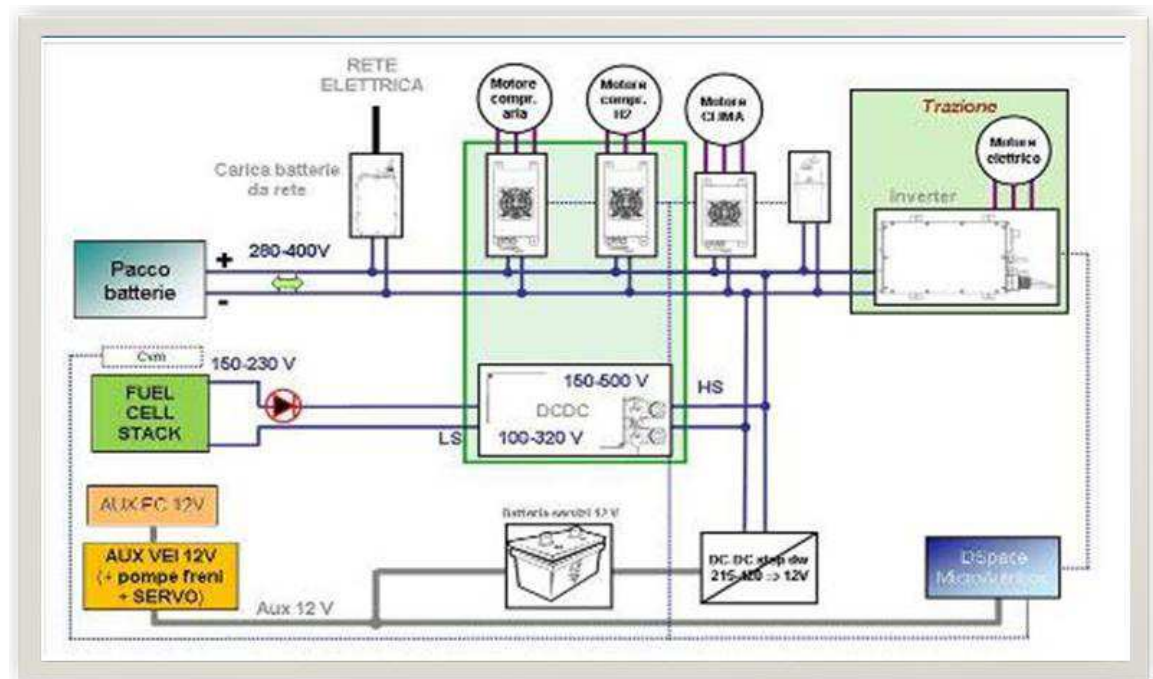 RETE
ELETTRICA
Motore
compr.
aria
Motore
compr.
H2
Motore
CLIMA
Trazione
Motore
elettrico
Carica batterie
da rete
Inverter
Pacco
batterie
+
280-400V
-
Cvm
150-230 V
FUEL
CELL
STACK
150-500 V
HS
DCDC
LS
100-320 V
AUX FC 12V
Batteria servizi 12 V
AUX VEI 12V
(+ pompe freni
+ SERVO)
DC-DC step dw
=> 12V
DSpace
Aux 12 V